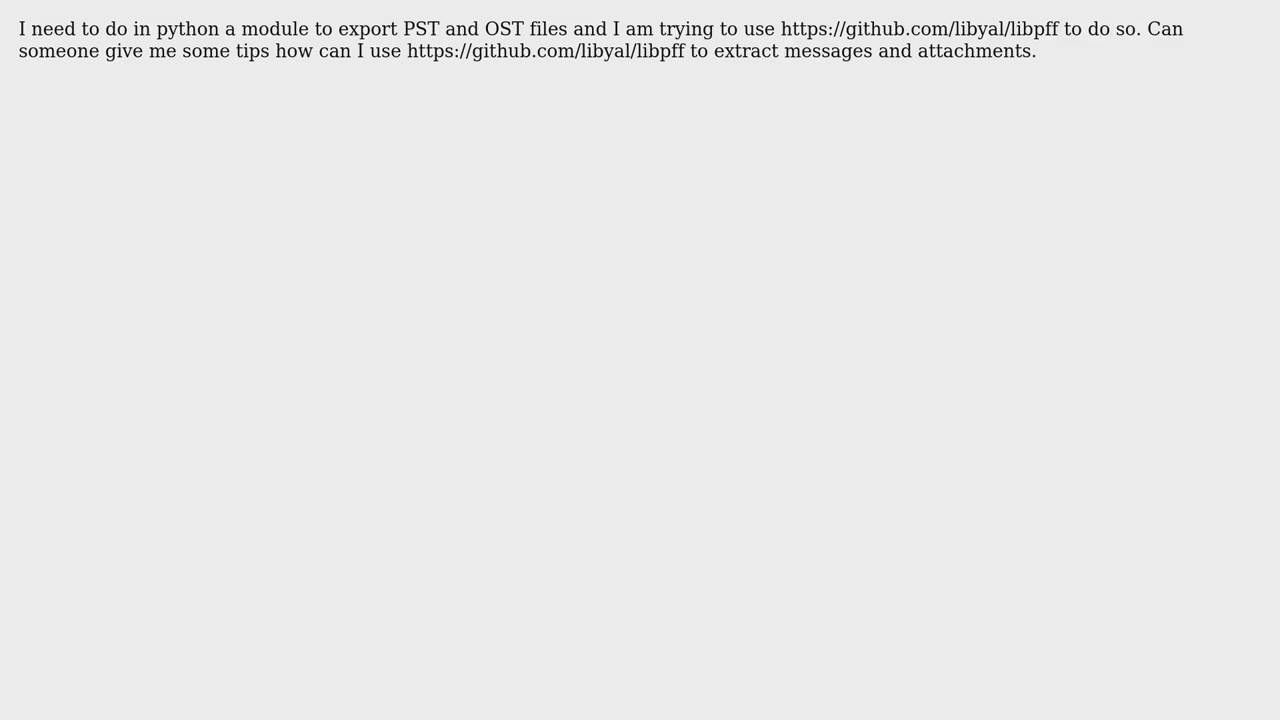 I need to do in python a module to export PST and OST files and I am trying to use https://github.com/libyal/libpff to do so. Can
someone give me some tips how can I use https://github.com/libyal/libpff to extract messages and attachments.